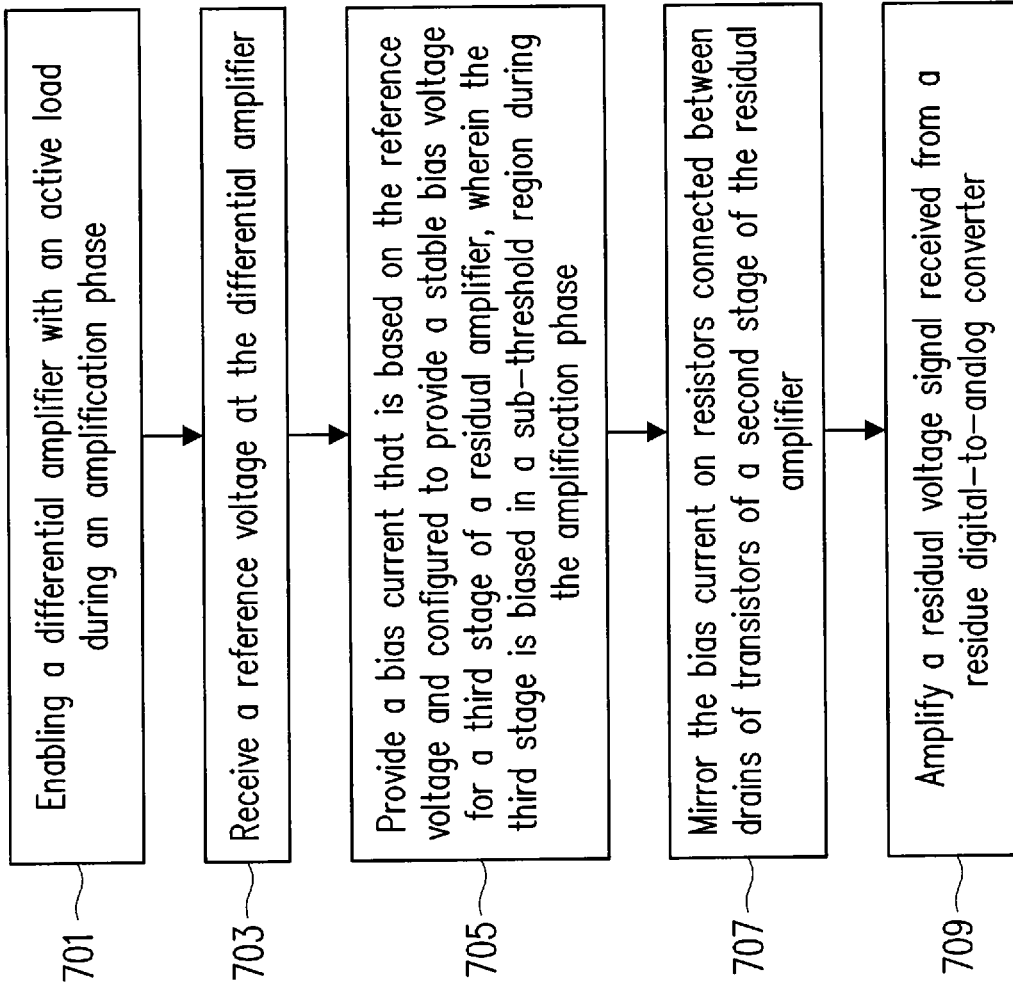 701
Enabling a differential amplifier with an active load
during an amplification phase
703
Receive a reference voltage at the differential amplifier
705
Provide a bias current that is based on the reference
voltage and configured to provide a stable bias voltage
for a third stage of a residual amplifier, wherein the
third stage is biased in a sub-threshold region during
the amplification phase
707
Mirror the bias current on resistors connected between
drains of transistors of a second stage of the residual
amplifier
709
Amplify a residual voltage signal received from a
residue digital-to-analog converter